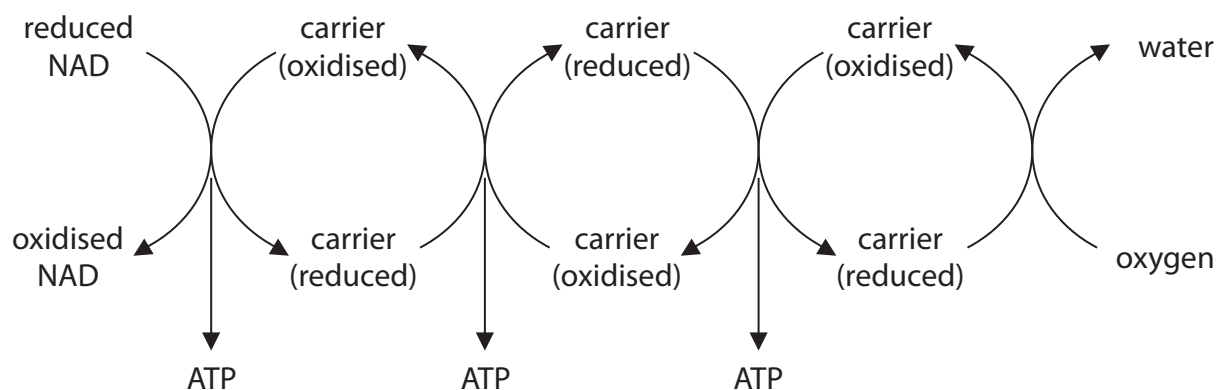 reduced
NAD
carrier
(oxidised)
carrier
(reduced)
carrier
(oxidised)
water
oxidised
NAD
carrier
(reduced)
carrier
(oxidised)
carrier
(reduced)
oxygen
ATP
ATP
ATP